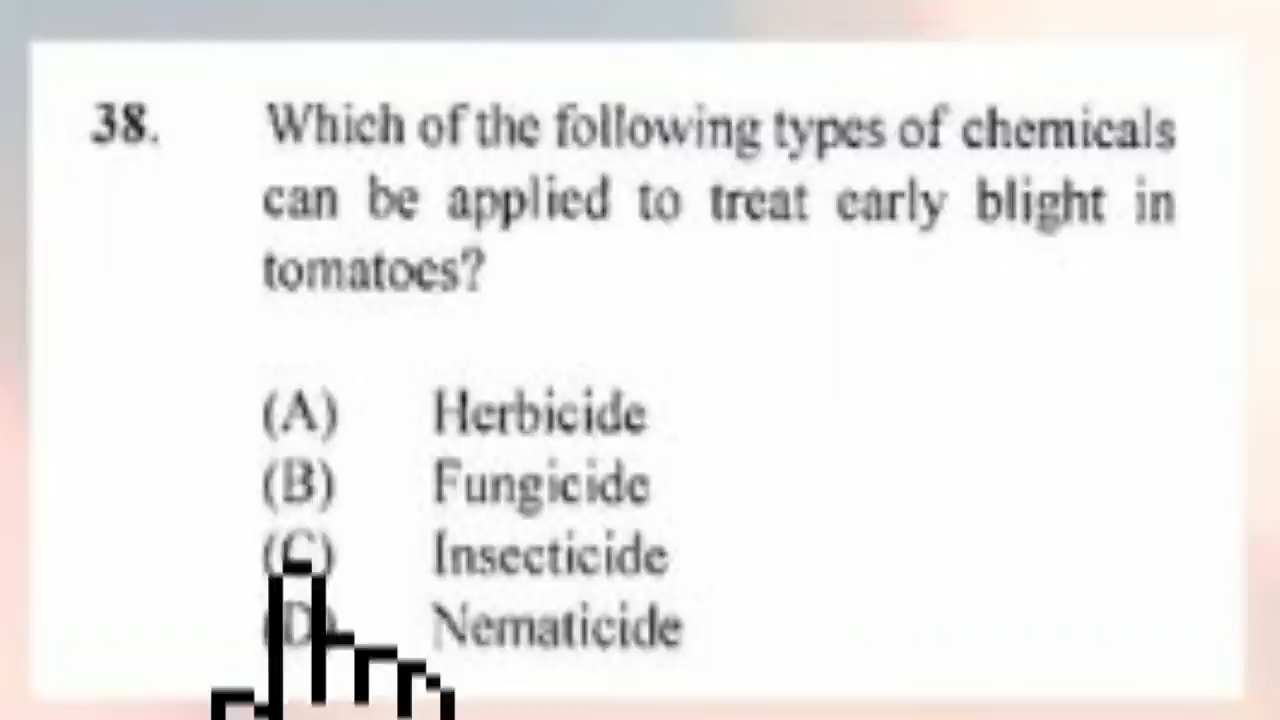 38. Which of the following types of chemicals
can be applied to treat early blight in
tomatoes?
(A) Herbicide
(B) Fungicide
(C) Insecticide
(D) Nematicide